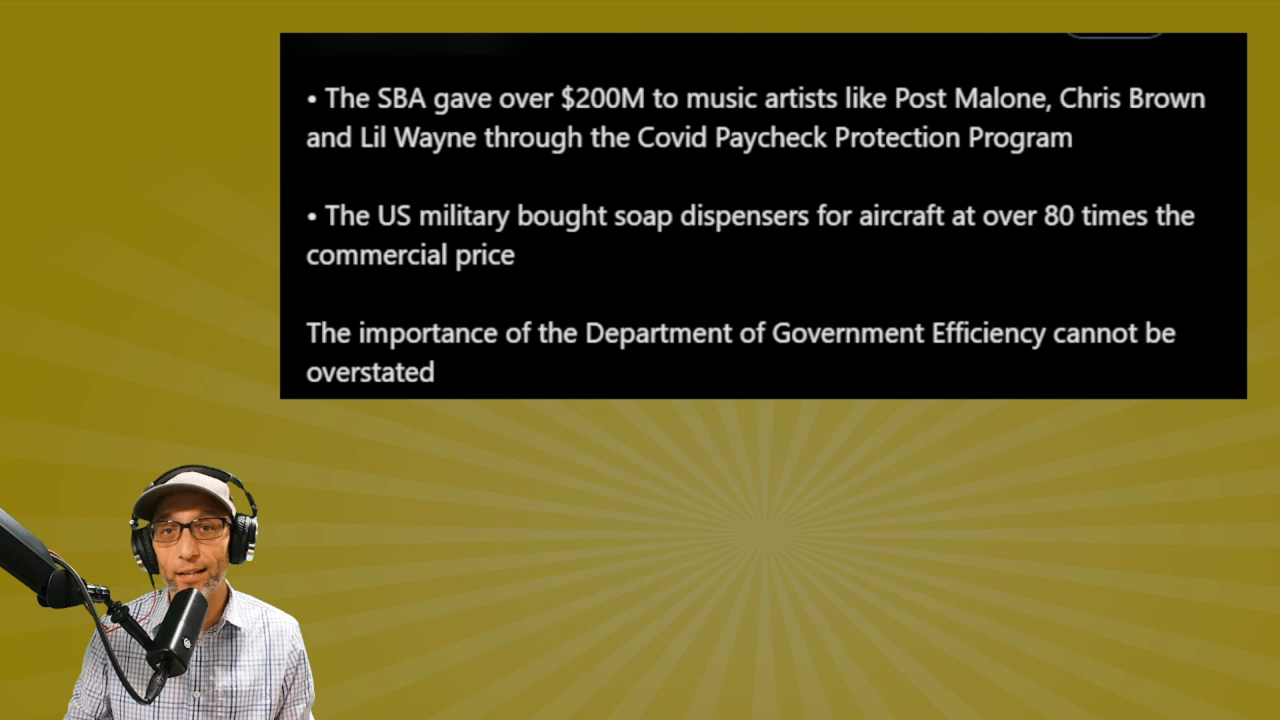 • The SBA gave over $200M to music artists like Post Malone, Chris Brown
and Lil Wayne through the Covid Paycheck Protection Program
• The US military bought soap dispensers for aircraft at over 80 times the
commercial price
The importance of the Department of Government Efficiency cannot be
overstated